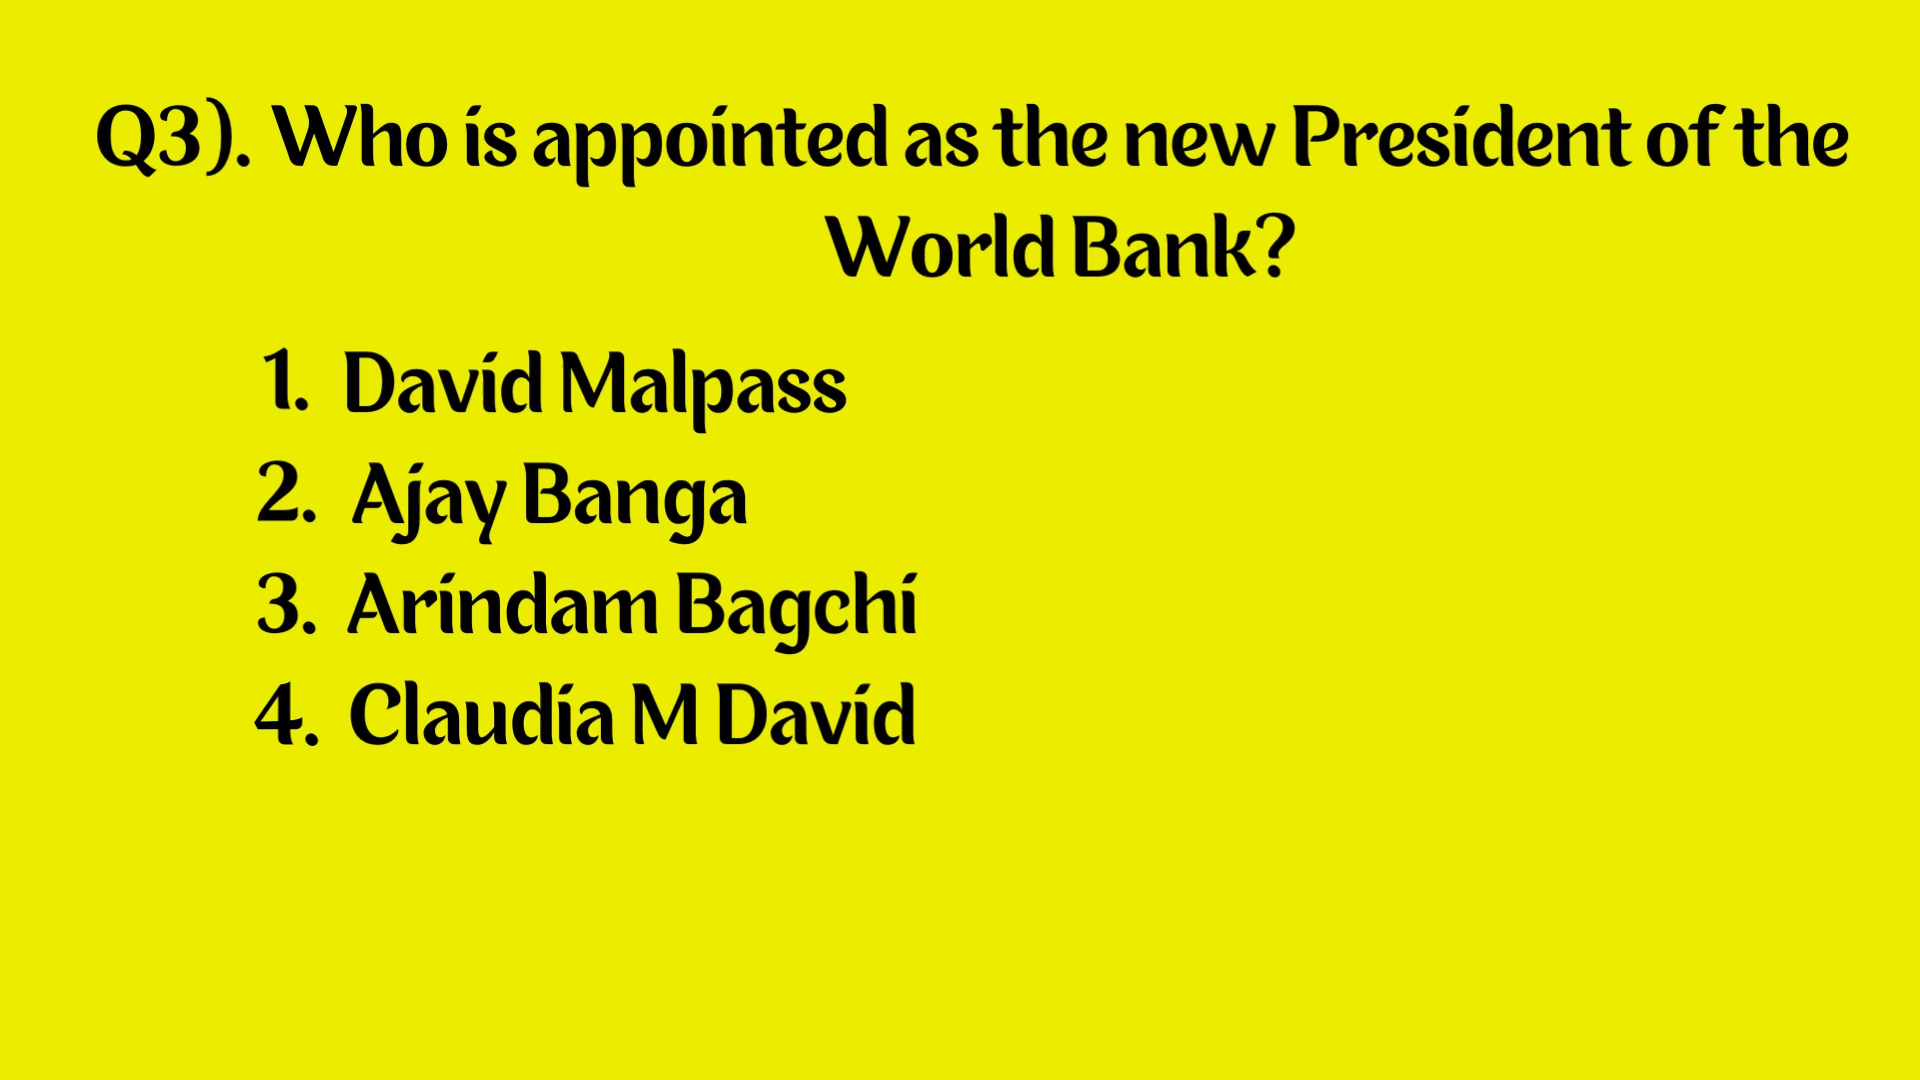 Q3). Who is appointed as the new President of the
World Bank?
1. David Malpass
2. Ajay Banga
3. Arindam Bagchi
4. Claudia M David